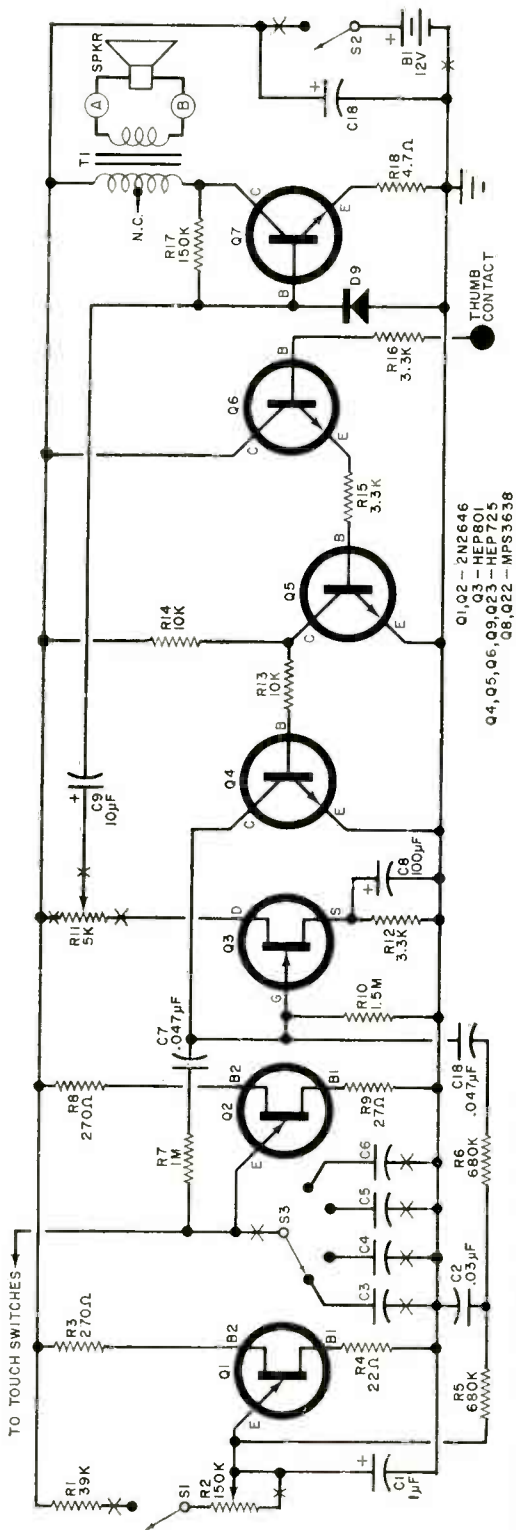 TO TOUCH SWITCHES
R1
39K
S1
R2
150K
C1
1µF
+
R3
270Ω
Q1
E
B2
B1
R4
22Ω
R5
680K
C2
.03µF
S3
C3
C4
C5
C6
R7
1M
C7
.047µF
R8
270Ω
Q2
E
B2
B1
R9
27Ω
R6
680K
C18
.047µF
R10
1.5M
R11
5K
Q3
G
D
S
R12
3.3K
C8
100µF
+
C9
10µF
+
Q4
C
B
E
R13
10K
R14
10K
Q5
C
B
E
R15
3.3K
Q6
C
B
E
R16
3.3K
THUMB
CONTACT
D9
R17
150K
Q7
C
B
E
R18
4.7Ω
T1
N.C.
A
B
SPKR
C18
+
S2
B1
12V
+
Q1,Q2–2N2646
Q3–HEP801
Q4,Q5,Q6,Q9,Q23–HEP725
Q8,Q22–MPS3638